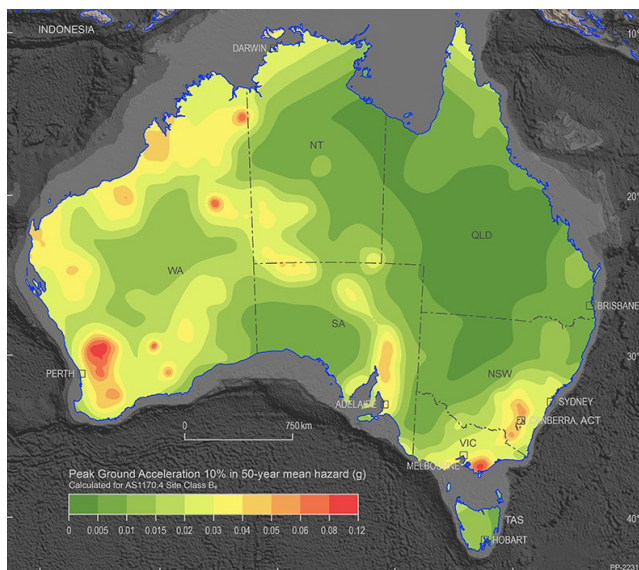 INDONESIA
10°
DARWIN
NT
20°
QLD
WA
BRISBANE
SA
30°
NSW
PERTH
SYDNEY
ADELAIDE
CANBERRA, ACT
0 750 km
VIC
MELBOURNE
Peak Ground Acceleration 10% in 50-year mean hazard (g)
Calculated for AS1170.4 Site Class Bₑ
0 0.005 0.01 0.015 0.02 0.03 0.04 0.05 0.06 0.08 0.12
TAS
40°
HOBART
PP-2231